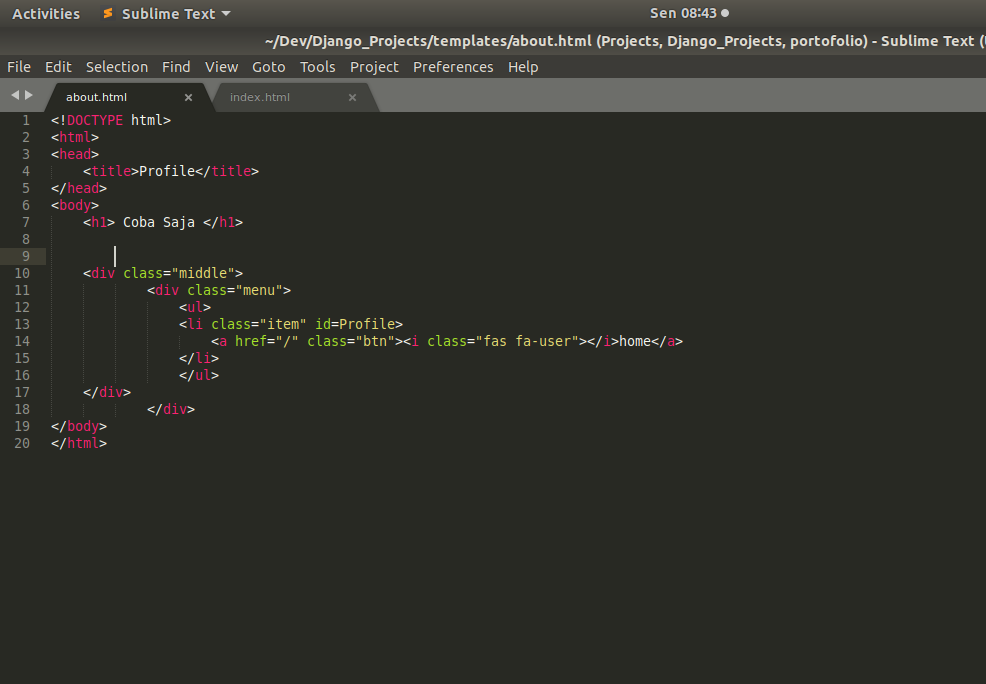 Activities Sublime Text Sen 08:43
~/Dev/Django_Projects/templates/about.html (Projects, Django_Projects, portofolio) - Sublime Text (
File Edit Selection Find View Goto Tools Project Preferences Help
about.html × index.html ×
1 <!DOCTYPE html>
2 <html>
3 <head>
4 <title>Profile</title>
5 </head>
6 <body>
7 <h1> Coba Saja </h1>
8
9
10 <div class="middle">
11 <div class="menu">
12 <ul>
13 <li class="item" id=Profile>
14 <a href="/" class="btn"><i class="fas fa-user"></i>home</a>
15 </li>
16 </ul>
17 </div>
18 </div>
19 </body>
20 </html>